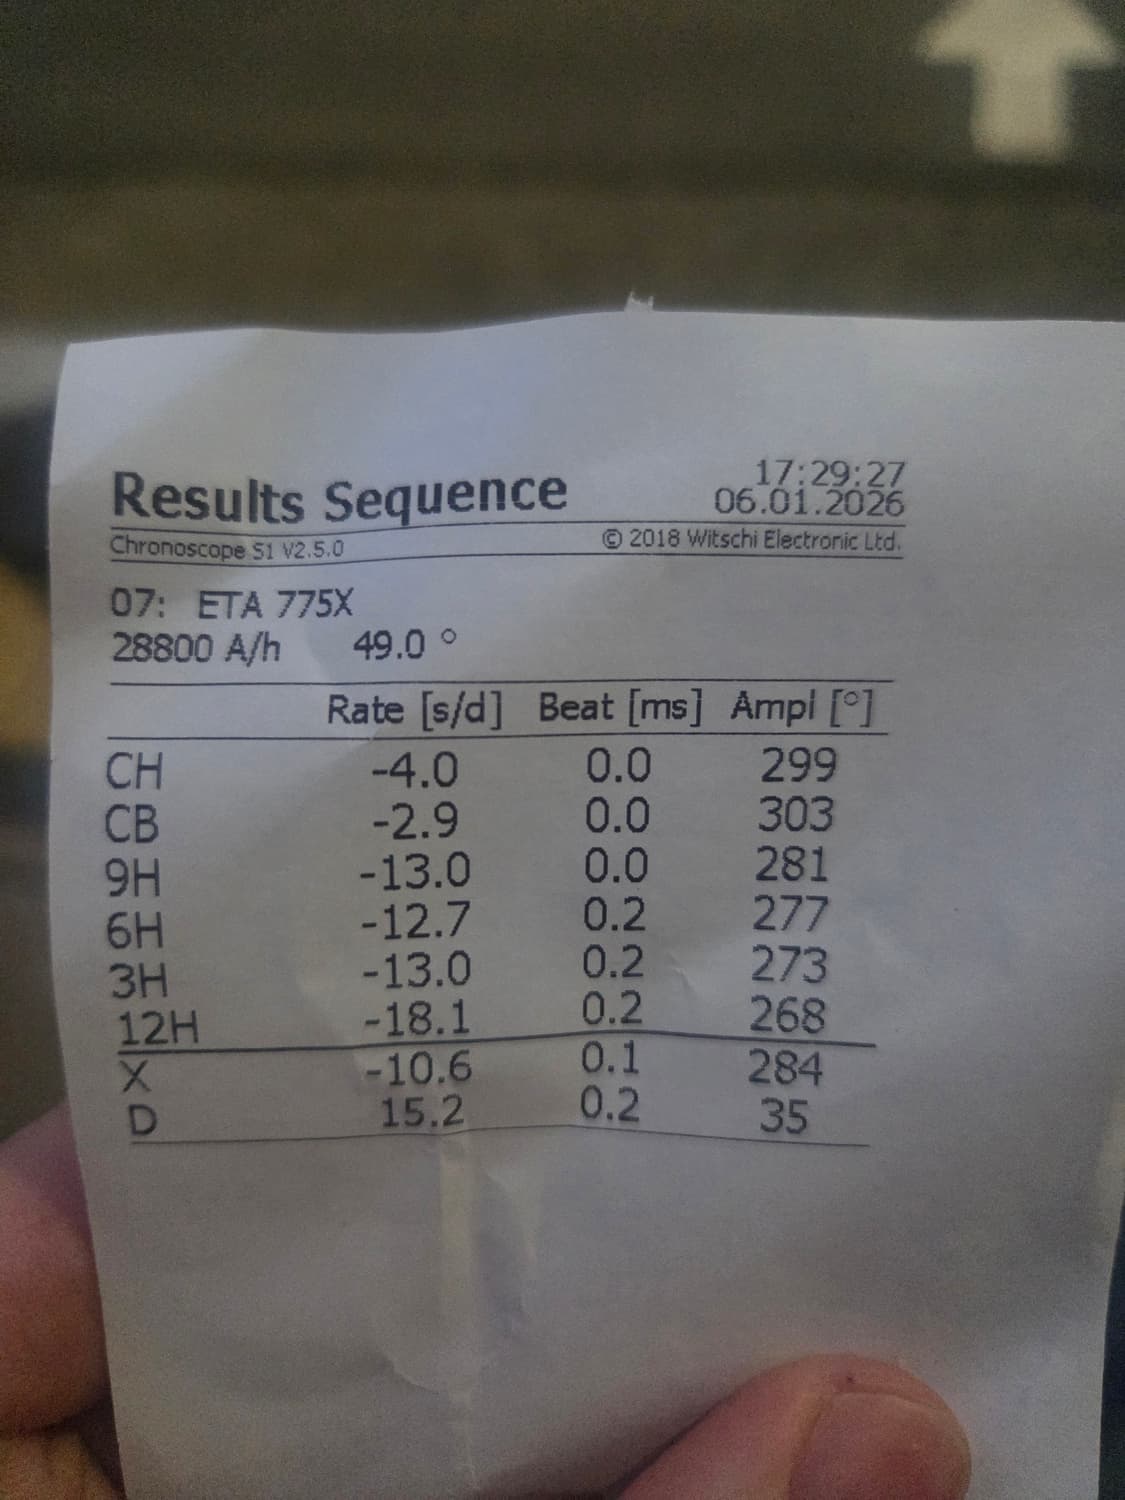 Results Sequence 17:29:27
06.01.2026
Chronoscope S1 V2.5.0 © 2018 Witschi Electronic Ltd.
07: ETA 775X
28800 A/h 49.0 °
Rate [s/d] Beat [ms] Ampl [°]
CH -4.0 0.0 299
CB -2.9 0.0 303
9H -13.0 0.0 281
6H -12.7 0.2 277
3H -13.0 0.2 273
12H -18.1 0.2 268
X -10.6 0.1 284
D 15.2 0.2 35